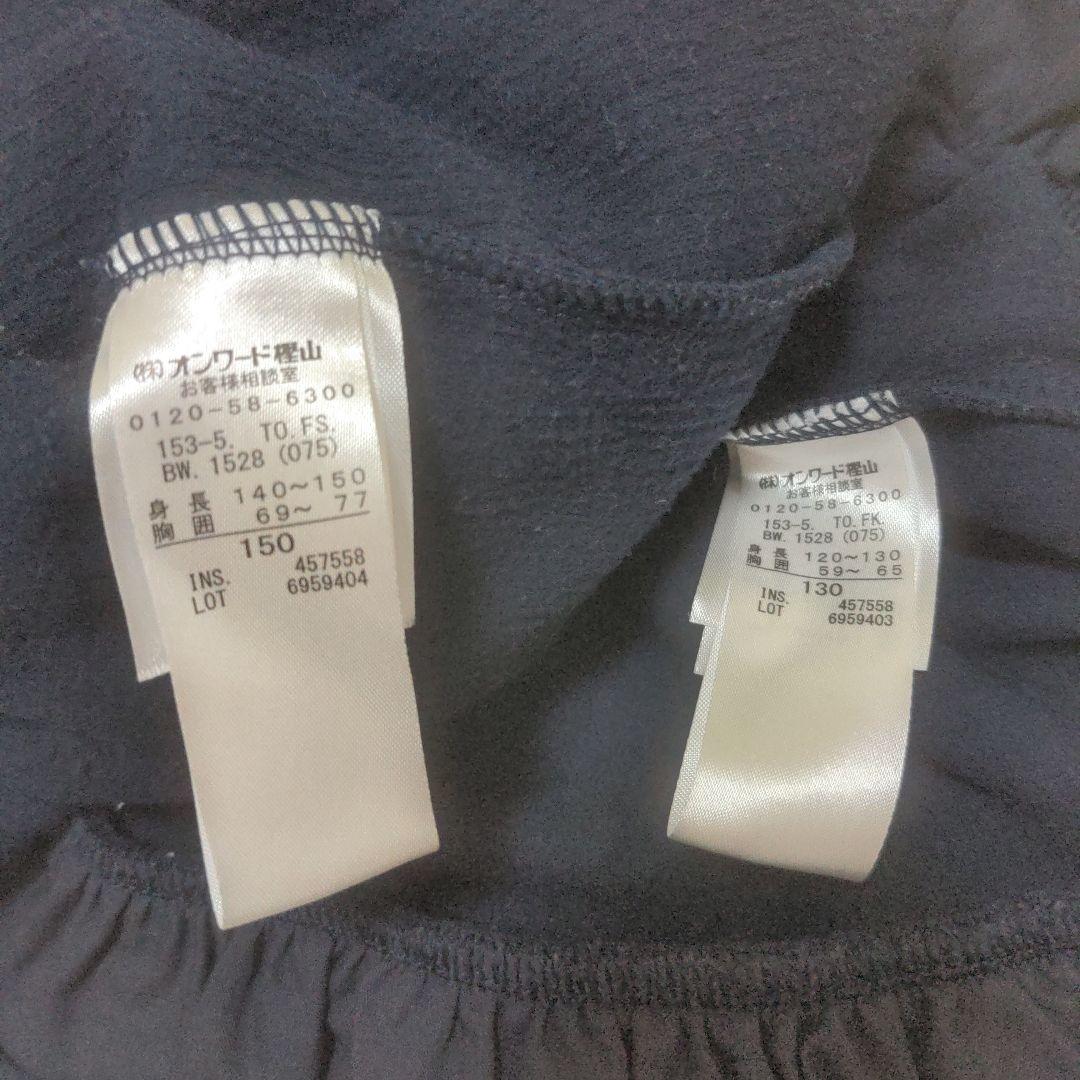 (株)オンワード樫山
お客様相談室
0120-58-6300
153-5. TO.FS.
BW. 1528 (075)
身長 140～150
胸囲 69～ 77
150
INS. 457558
LOT 6959404
(株)オンワード樫山
お客様相談室
0120-58-6300
153-5. TO.FK.
BW. 1528 (075)
身長 120～130
胸囲 59～ 65
130
INS. 457558
LOT 6959403